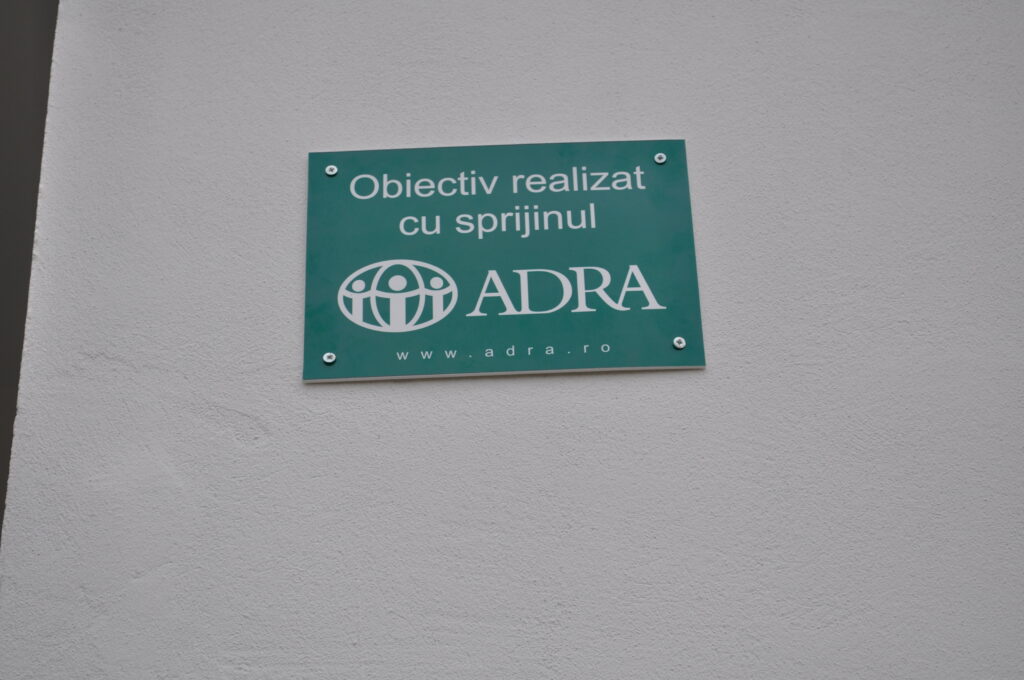 Obiectiv realizat
cu sprijinul
ADRA
www.adra.ro